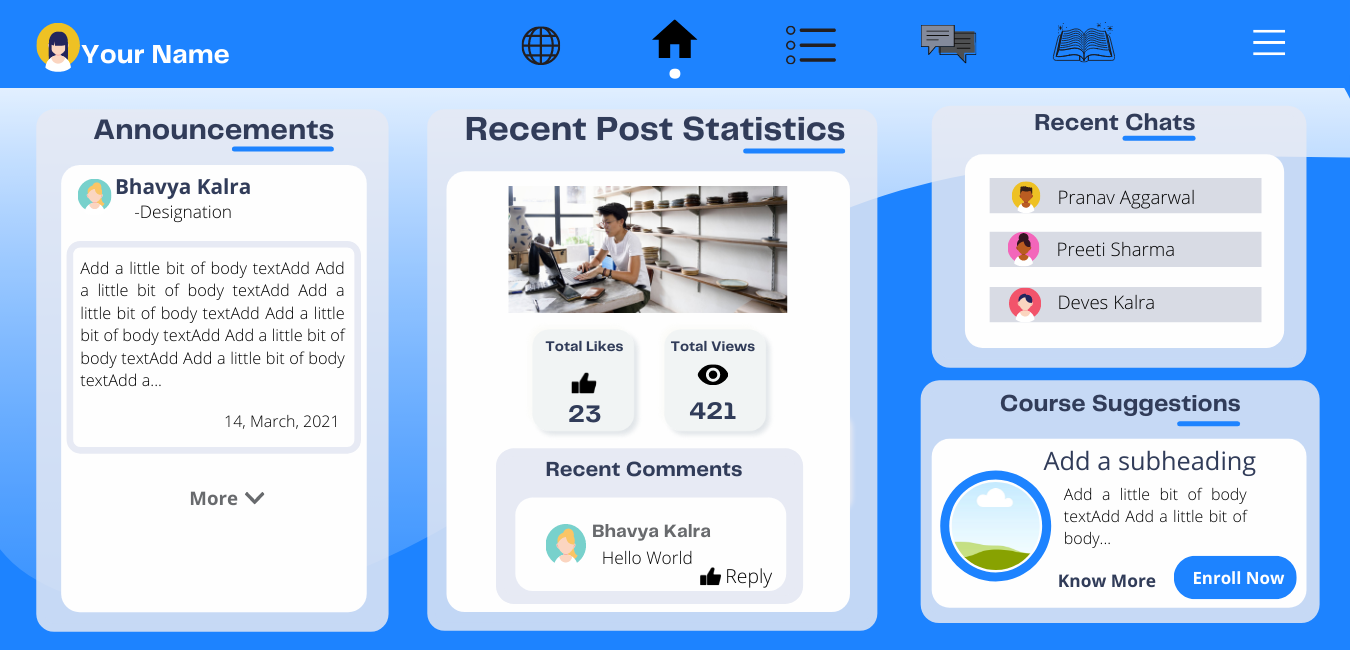 Your Name
Announcements
Bhavya Kalra
-Designation
Add a little bit of body textAdd Add
a little bit of body textAdd Add a
little bit of body textAdd Add a little
bit of body textAdd Add a little bit of
body textAdd Add a little bit of body
textAdd a...
14, March, 2021
More
Recent Post Statistics
Total Likes
23
Total Views
421
Recent Comments
Bhavya Kalra
Hello World
Reply
Recent Chats
Pranav Aggarwal
Preeti Sharma
Deves Kalra
Course Suggestions
Add a subheading
Add a little bit of body
textAdd Add a little bit of
body...
Know More
Enroll Now